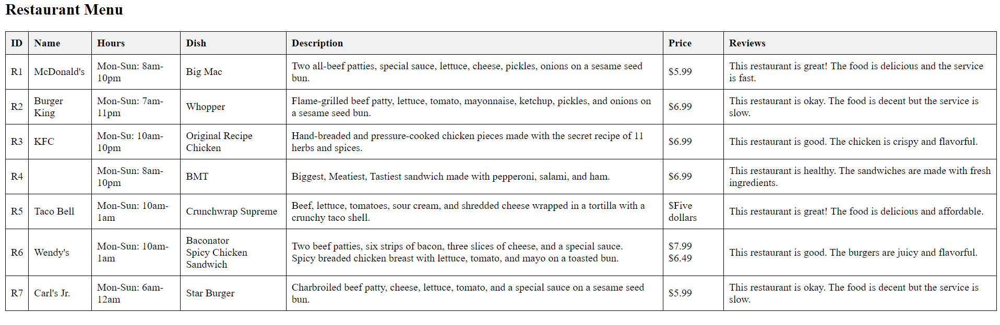 Restaurant Menu
ID Name Hours Dish Description Price Reviews
R1 McDonald's Mon-Sun: 8am-
10pm Big Mac Two all-beef patties, special sauce, lettuce, cheese, pickles, onions on a sesame seed
bun. $5.99 This restaurant is great! The food is delicious and the service
is fast.
R2 Burger
King Mon-Sun: 7am-
11pm Whopper Flame-grilled beef patty, lettuce, tomato, mayonnaise, ketchup, pickles, and onions on
a sesame seed bun. $6.99 This restaurant is okay. The food is decent but the service is
slow.
R3 KFC Mon-Su: 10am-
10pm Original Recipe
Chicken Hand-breaded and pressure-cooked chicken pieces made with the secret recipe of 11
herbs and spices. $6.99 This restaurant is good. The chicken is crispy and flavorful.
R4 Mon-Sun: 8am-
10pm BMT Biggest, Meatiest, Tastiest sandwich made with pepperoni, salami, and ham. $6.99 This restaurant is healthy. The sandwiches are made with fresh
ingredients.
R5 Taco Bell Mon-Sun: 10am-
1am Crunchwrap Supreme Beef, lettuce, tomatoes, sour cream, and shredded cheese wrapped in a tortilla with a
crunchy taco shell. $Five
dollars This restaurant is great! The food is delicious and affordable.
R6 Wendy's Mon-Sun: 10am-
1am Baconator
Spicy Chicken
Sandwich Two beef patties, six strips of bacon, three slices of cheese, and a special sauce.
Spicy breaded chicken breast with lettuce, tomato, and mayo on a toasted bun. $7.99
$6.49 This restaurant is good. The burgers are juicy and flavorful.
R7 Carl's Jr. Mon-Sun: 6am-
12am Star Burger Charbroiled beef patty, cheese, lettuce, tomato, and a special sauce on a sesame seed
bun. $5.99 This restaurant is okay. The food is decent but the service is
slow.